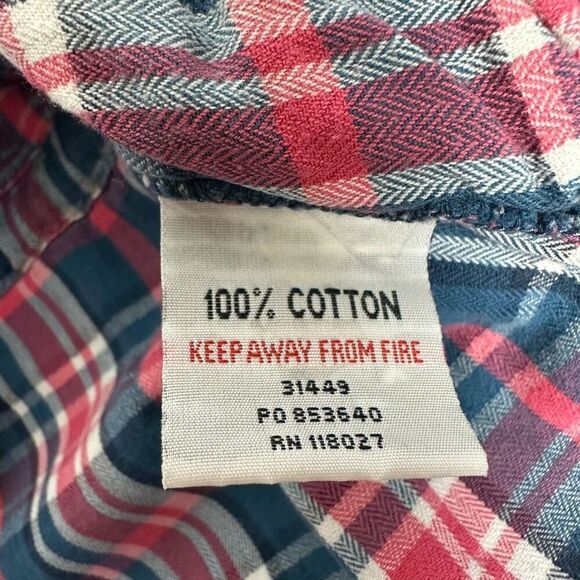 100% COTTON
KEEP AWAY FROM FIRE
31449
PO 853640
RN 118027